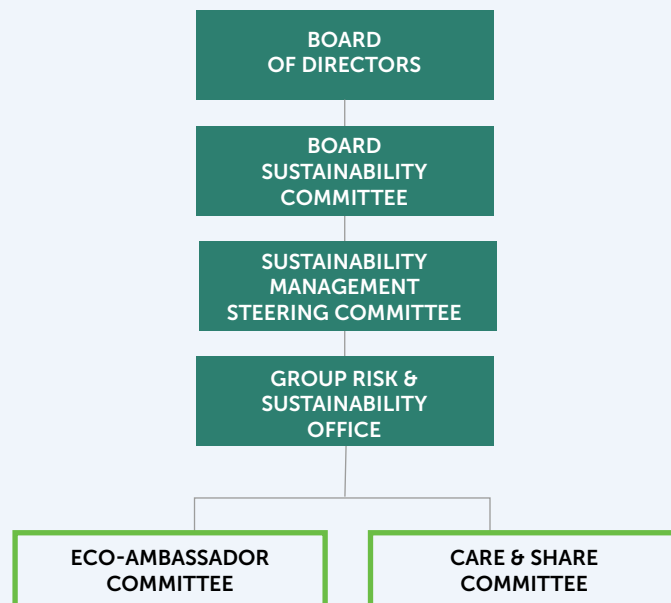 BOARD
OF DIRECTORS
BOARD
SUSTAINABILITY
COMMITTEE
SUSTAINABILITY
MANAGEMENT
STEERING COMMITTEE
GROUP RISK &
SUSTAINABILITY
OFFICE
ECO-AMBASSADOR
COMMITTEE
CARE & SHARE
COMMITTEE